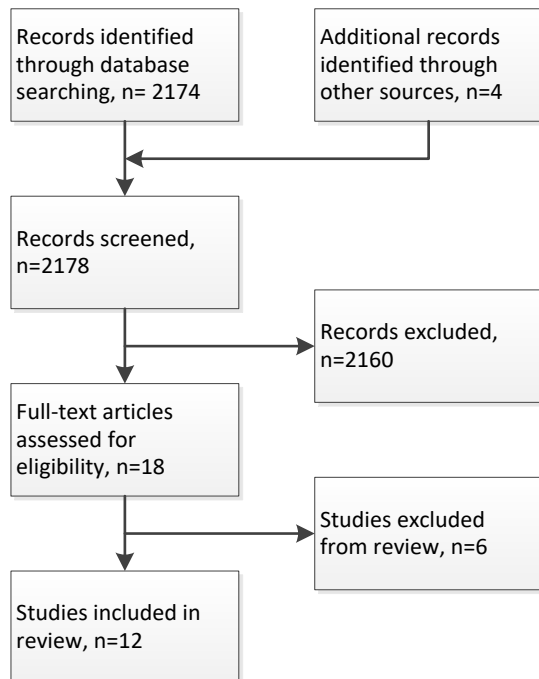 Records identified
through database
searching, n= 2174
Additional records
identified through
other sources, n=4
Records screened,
n=2178
Records excluded,
n=2160
Full-text articles
assessed for
eligibility, n=18
Studies excluded
from review, n=6
Studies included in
review, n=12